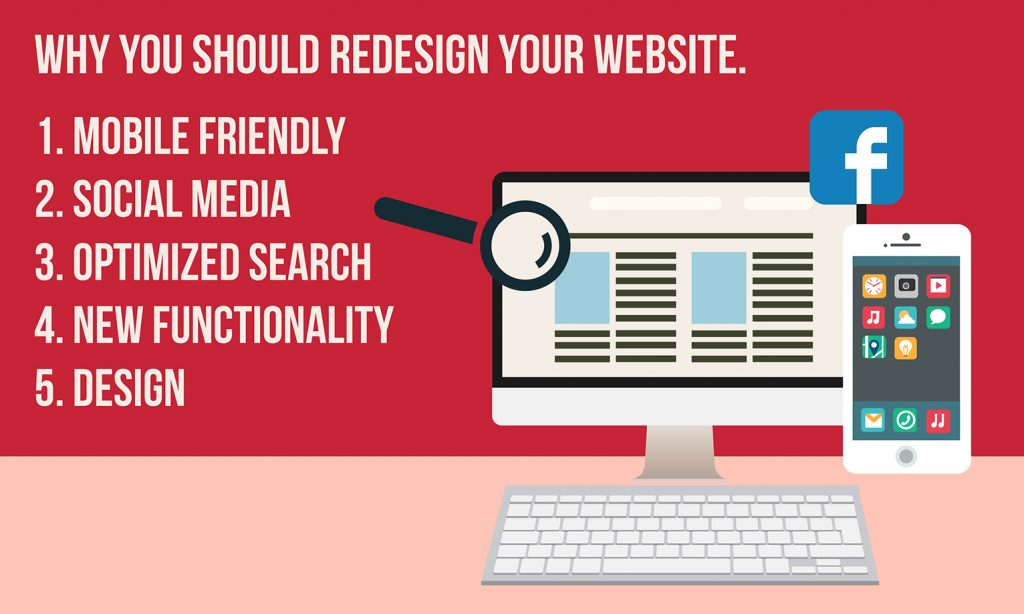 WHY YOU SHOULD REDESIGN YOUR WEBSITE.
1. MOBILE FRIENDLY
2. SOCIAL MEDIA
3. OPTIMIZED SEARCH
4. NEW FUNCTIONALITY
5. DESIGN
f